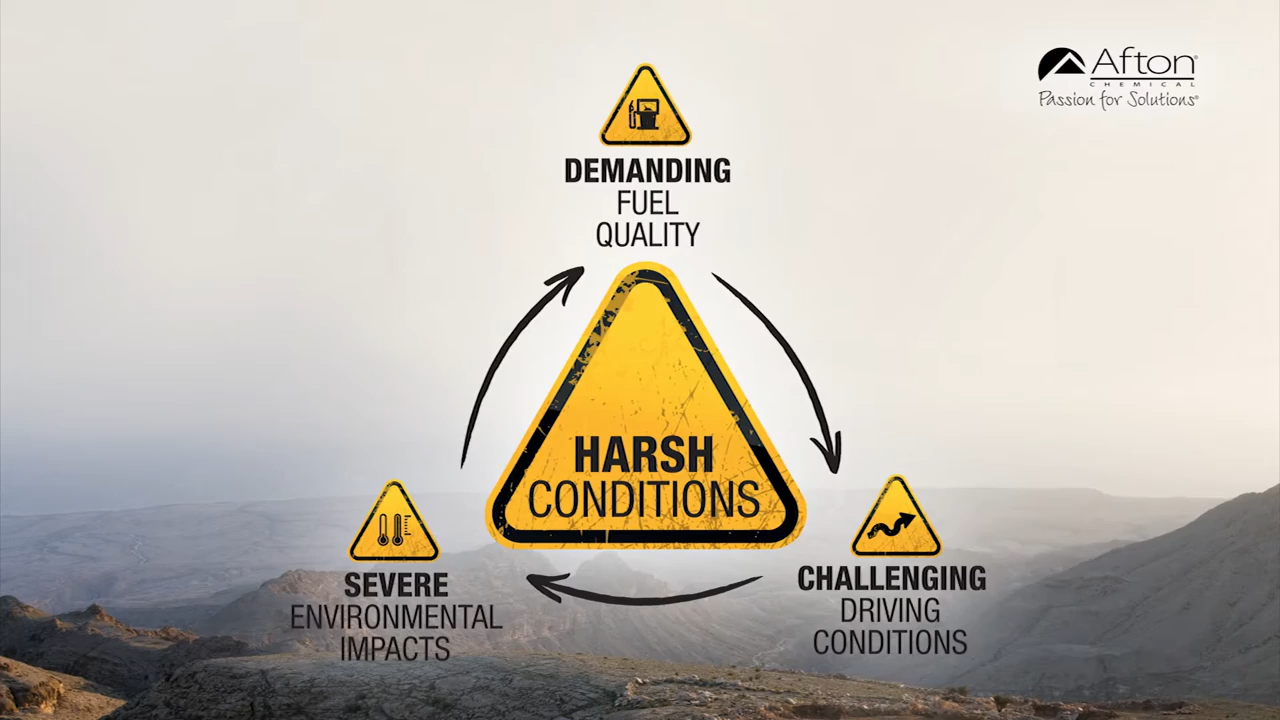 Afton
CHEMICAL
Passion for Solutions®
DEMANDING
FUEL
QUALITY
HARSH
CONDITIONS
SEVERE
ENVIRONMENTAL
IMPACTS
CHALLENGING
DRIVING
CONDITIONS